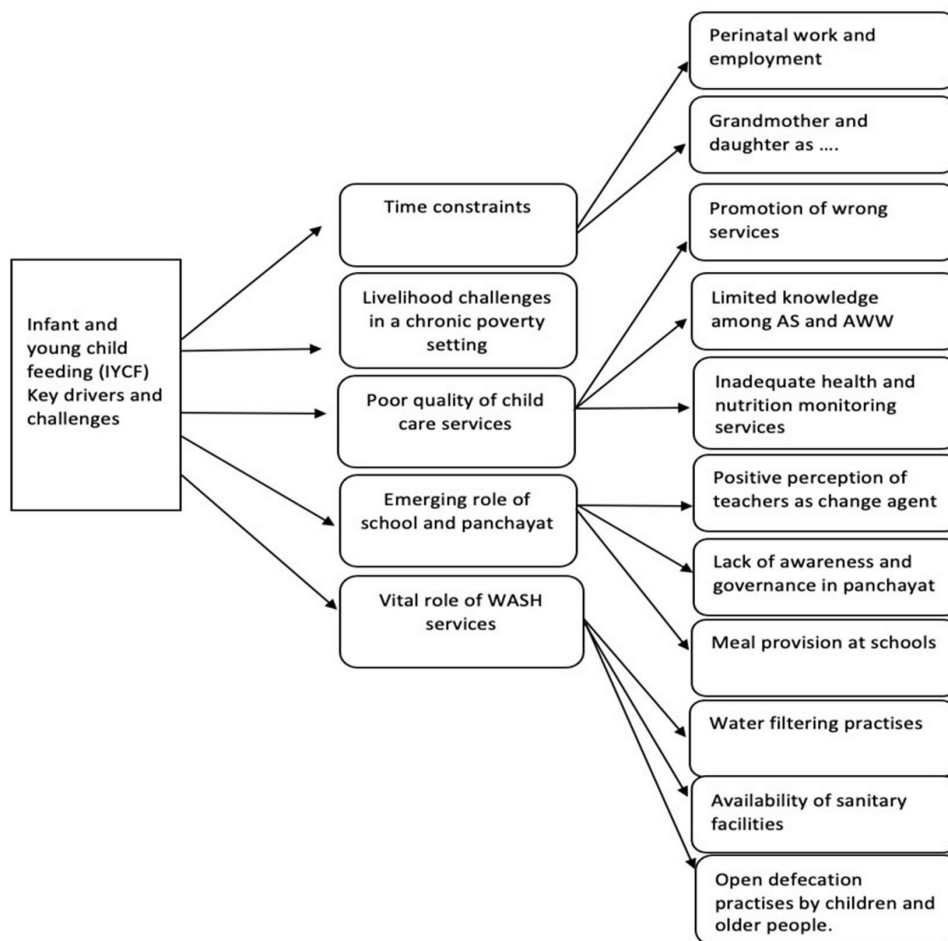 Infant and
young child
feeding (IYCF)
Key drivers and
challenges
Time constraints
Livelihood challenges
in a chronic poverty
setting
Poor quality of child
care services
Emerging role of
school and panchayat
Vital role of WASH
services
Perinatal work and
employment
Grandmother and
daughter as ....
Promotion of wrong
services
Limited knowledge
among AS and AWW
Inadequate health and
nutrition monitoring
services
Positive perception of
teachers as change agent
Lack of awareness and
governance in panchayat
Meal provision at schools
Water filtering practises
Availability of sanitary
facilities
Open defecation
practises by children and
older people.